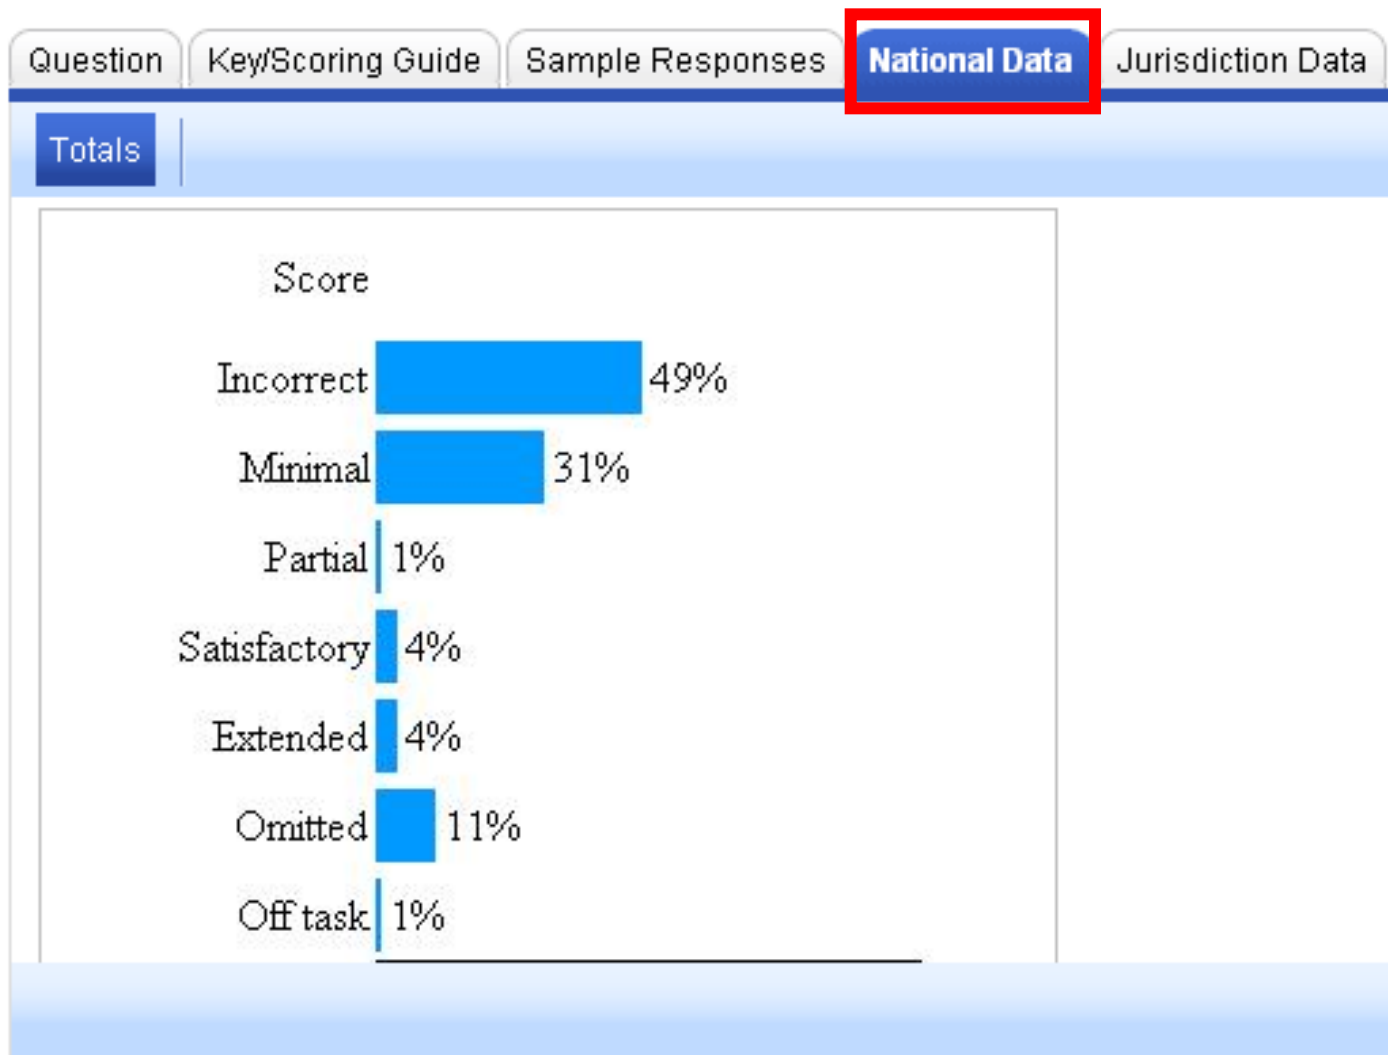 Question Key/Scoring Guide Sample Responses National Data Jurisdiction Data
Totals
Score
Incorrect 49%
Minimal 31%
Partial 1%
Satisfactory 4%
Extended 4%
Omitted 11%
Off task 1%